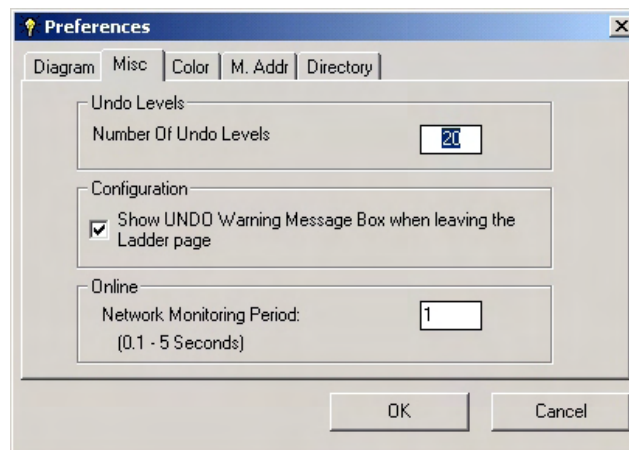 Preferences
Diagram Misc Color M. Addr Directory
Undo Levels
Number Of Undo Levels 20
Configuration
Show UNDO Warning Message Box when leaving the
Ladder page
Online
Network Monitoring Period: 1
(0.1 - 5 Seconds)
OK Cancel